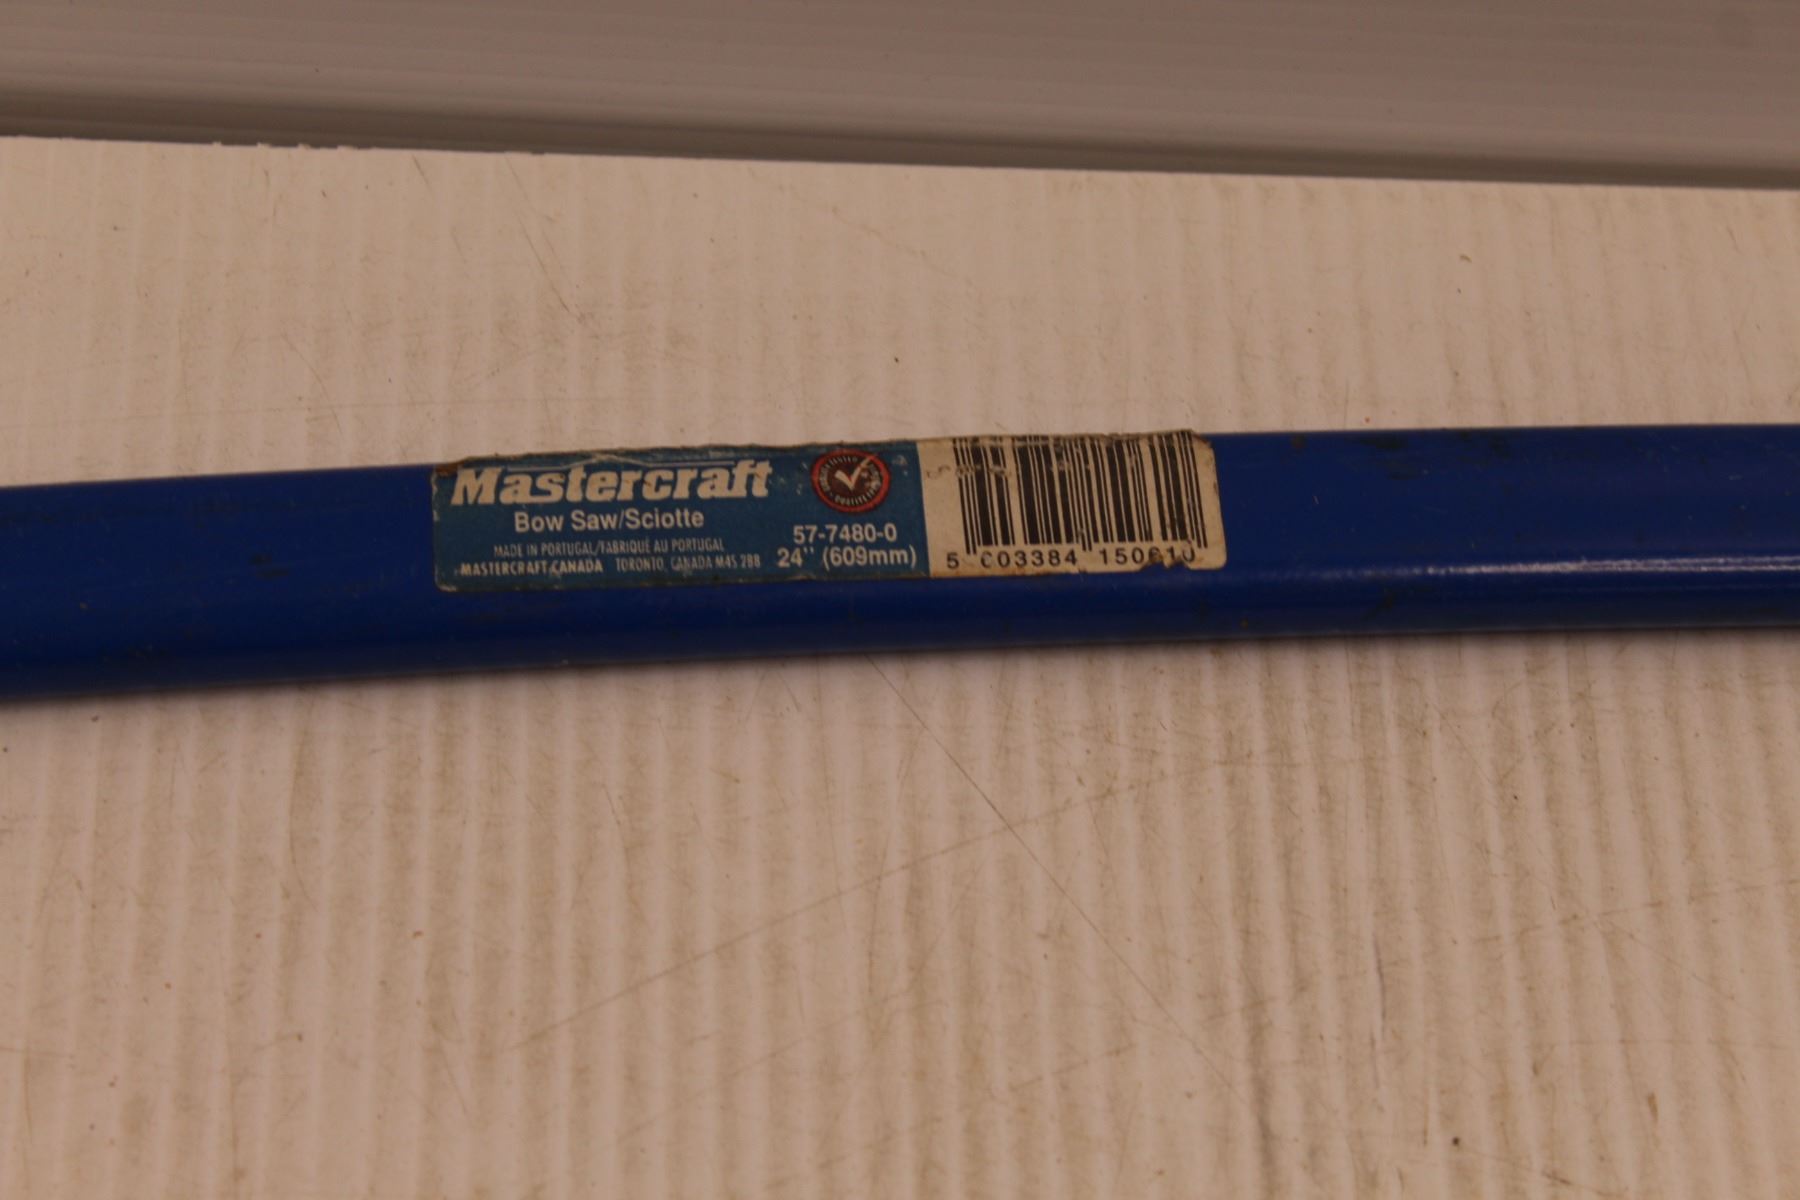 Mastercraft
Bow Saw/Sciotte
MADE IN PORTUGAL/FABRIQUÉ AU PORTUGAL
MASTERCRAFT CANADA TORONTO, CANADA M4S 2B8
57-7480-0
24" (609mm)
5 603384 150610